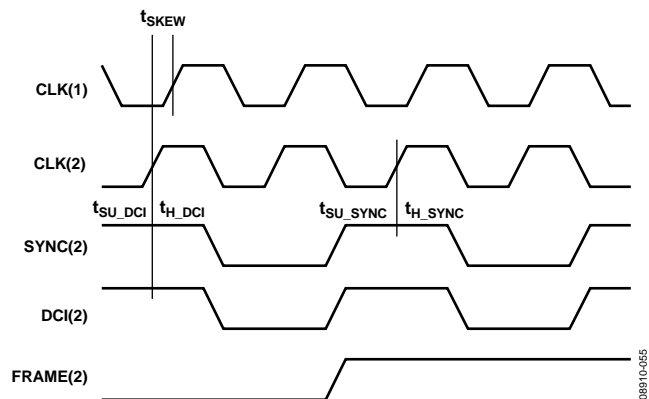 tSKEW
CLK(1)
CLK(2)
tSU_DCI tH_DCI tSU_SYNC tH_SYNC
SYNC(2)
DCI(2)
FRAME(2)
08910-055